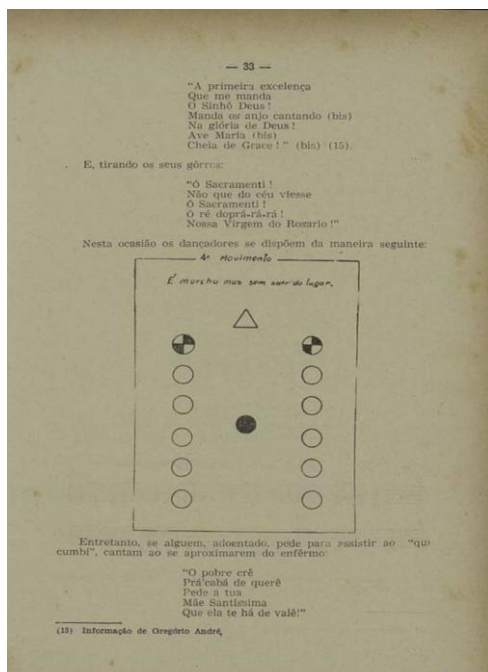 — 33 —
"A primeira excelença
Que me manda
O Sinhô Deus!
Manda os anjo cantando (bis)
Na glória de Deus!
Ave Maria (bis)
Cheia de Grace!" (bis) (15).
E, tirando os seus gôrros:
"Ó Sacramenti!
Não que do céu viesse
Ó Sacramenti!
Ó ré doprá-rá-rá!
Nossa Virgem do Rosario!"
Nesta ocasião os dançadores se dispõem da maneira seguinte:
4º Movimento
É marcha mas sem sair do lugar.
Entretanto, se alguem, adoentado, pede para assistir ao "qui
cumbí", cantam ao se aproximarem do enfêrmo:
"O pobre crê
Prá'cabá de querê
Pede a tua
Mãe Santíssima
Que ela te há de valê!"
(15) Informação de Gregório André,